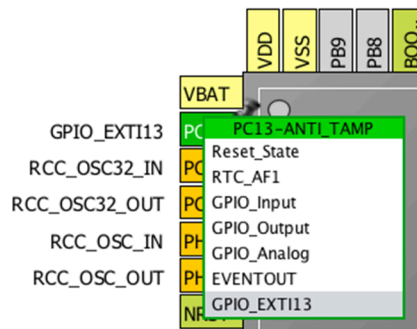 VDD
VSS
PB9
PB8
VBAT
GPIO_EXTI13
PC13-ANTI_TAMP
Reset_State
RCC_OSC32_IN
RTC_AF1
RCC_OSC32_OUT
GPIO_Input
GPIO_Output
RCC_OSC_IN
GPIO_Analog
RCC_OSC_OUT
EVENTOUT
GPIO_EXTI13